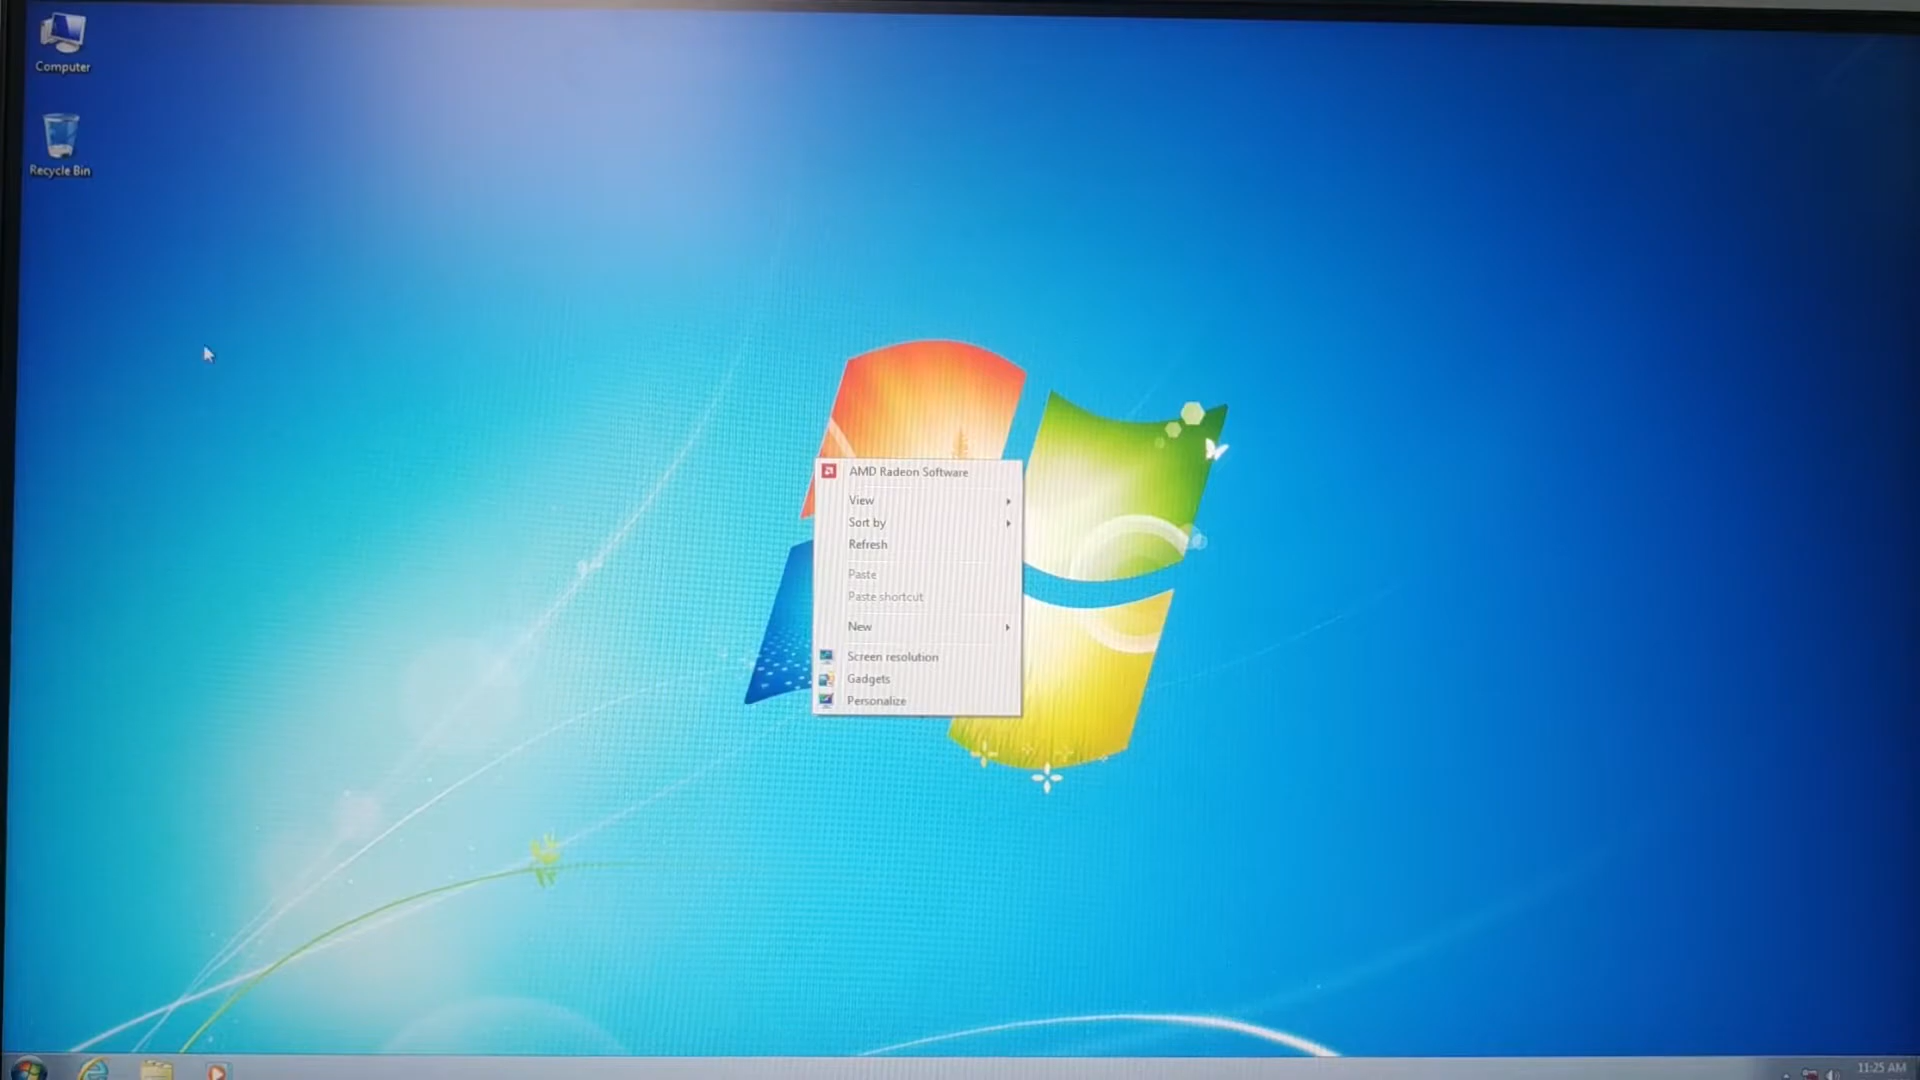 Computer
Recycle Bin
AMD Radeon Software
View
Sort by
Refresh
Paste
Paste shortcut
New
Screen resolution
Gadgets
Personalize
11:25 AM